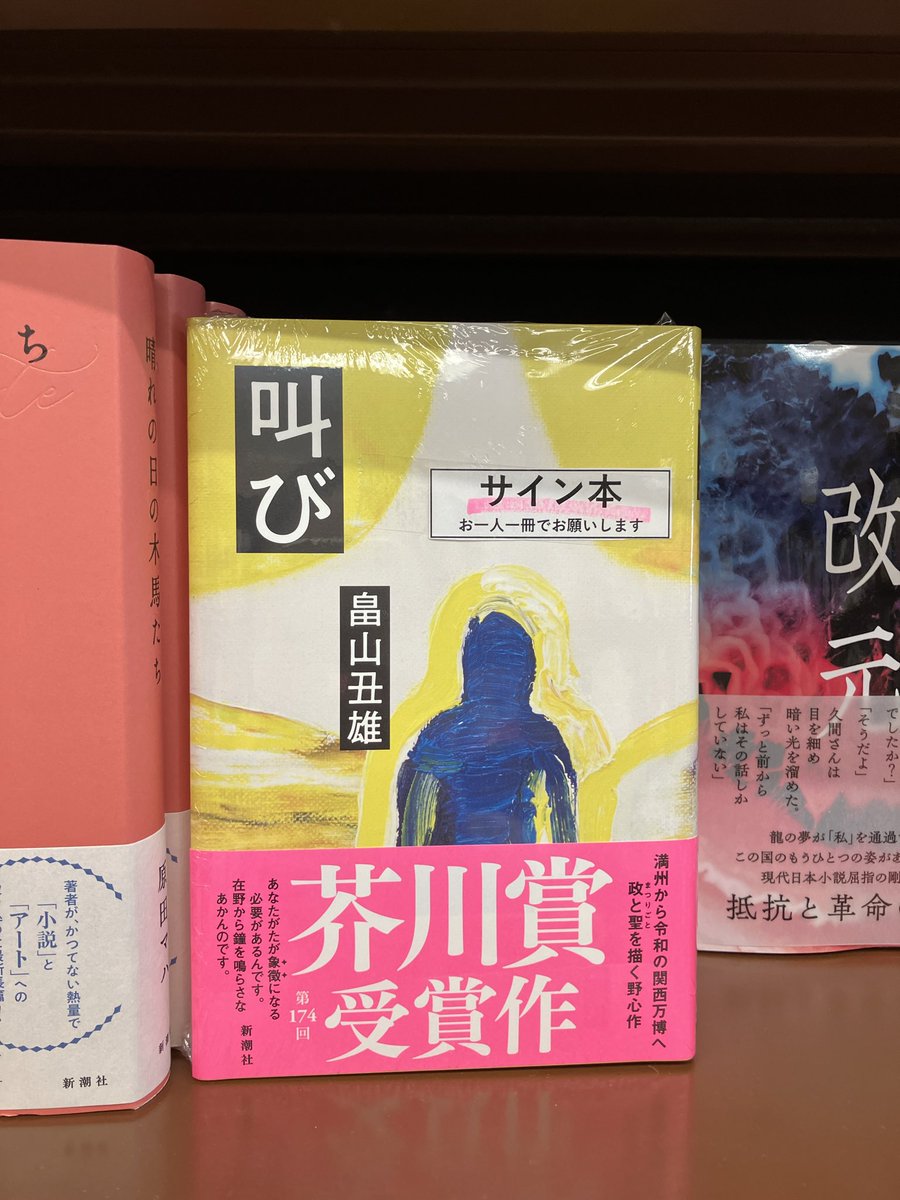 ち
晴れの日の木馬たち
原田マハ
著者が、かつてない熱量で
「小説」と
「アート」への
新潮社
叫び
サイン本
お一人一冊でお願いします
畠山丑雄
満州から令和の関西万博へ
政と聖を描く野心作
まつりごと
芥川賞
受賞作
第174回
あなたがたが象徴になる
必要があるんです。
在野から鐘を鳴らさな
あかんのです。
新潮社
改元
でしたか?」
「そうだよ」
久間さんは
目を細め
暗い光を溜めた。
「ずっと前から
私はその話しか
していない」
龍の夢が「私」を通過
この国のもうひとつの姿が
現代日本小説屈指の剛
抵抗と革命